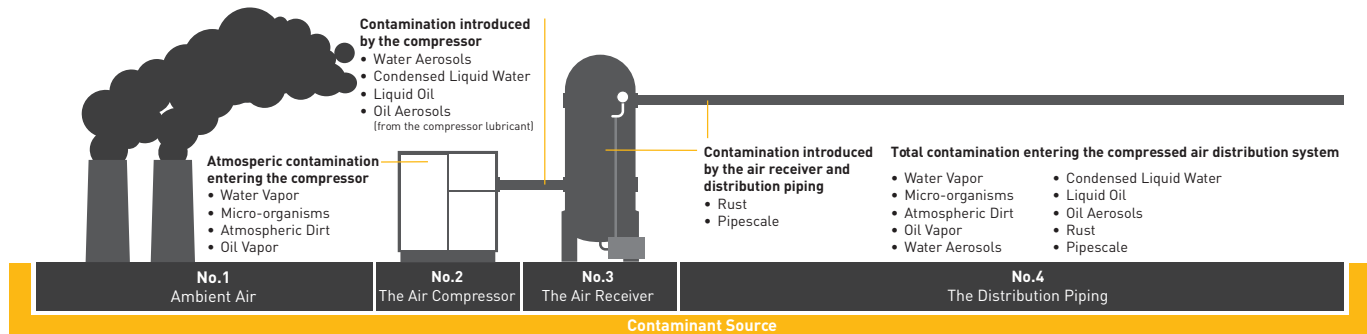 Contamination introduced
by the compressor
• Water Aerosols
• Condensed Liquid Water
• Liquid Oil
• Oil Aerosols
(from the compressor lubricant)
Atmosperic contamination
entering the compressor
• Water Vapor
• Micro-organisms
• Atmospheric Dirt
• Oil Vapor
Contamination introduced
by the air receiver and
distribution piping
• Rust
• Pipescale
Total contamination entering the compressed air distribution system
• Water Vapor
• Micro-organisms
• Atmospheric Dirt
• Oil Vapor
• Water Aerosols
• Condensed Liquid Water
• Liquid Oil
• Oil Aerosols
• Rust
• Pipescale
No.1
Ambient Air
No.2
The Air Compressor
No.3
The Air Receiver
No.4
The Distribution Piping
Contaminant Source